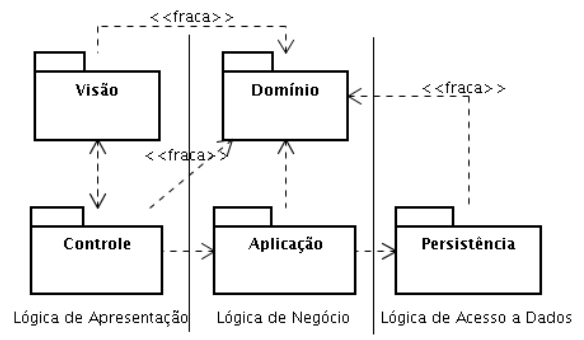 <<fraca>>
Visão
Domínio
<<fraca>>
<<fraca>>
Controle
Aplicação
Persistência
Lógica de Apresentação
Lógica de Negócio
Lógica de Acesso a Dados